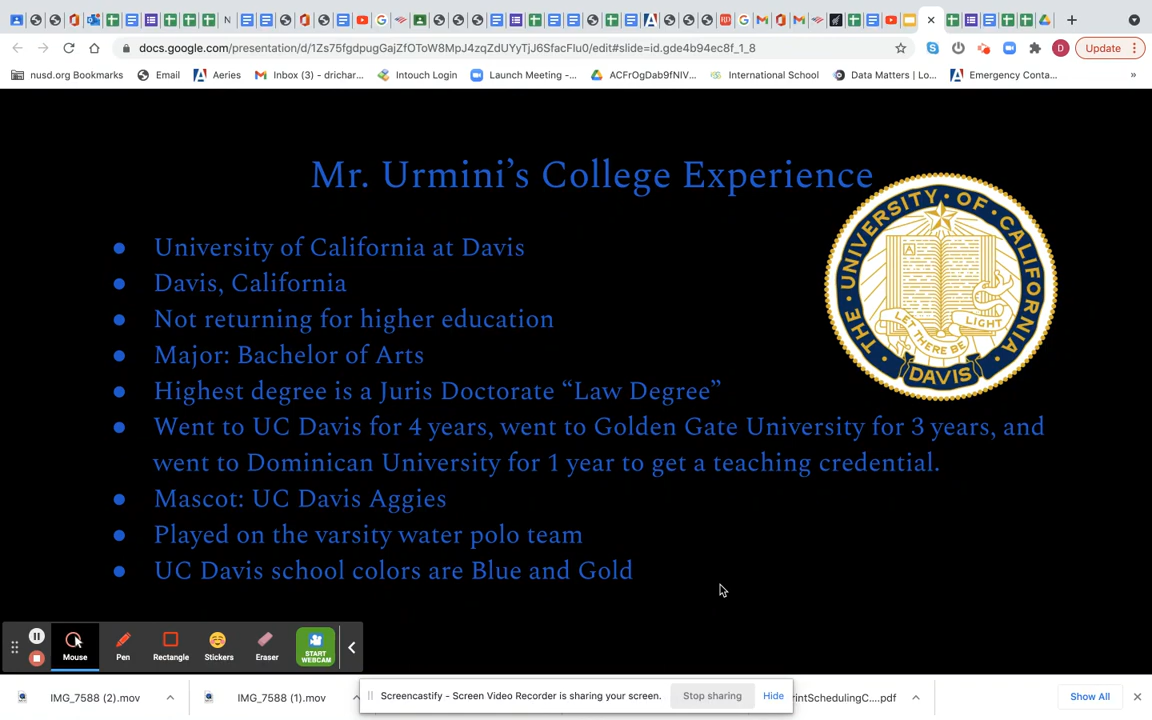 docs.google.com/presentation/d/1Zs75fgdpugGajZfOToW8MpJ4zqZdUYyTjJ6SfacFlu0/edit#slide=id.gde4b94ec8f_1_8
Update
nusd.org Bookmarks Email Aeries Inbox (3) - drichar... Intouch Login Launch Meeting -... ACFrOgDab9fNIV... International School Data Matters | Lo... Emergency Conta... »
Mr. Urmini’s College Experience
● University of California at Davis
● Davis, California
● Not returning for higher education
● Major: Bachelor of Arts
● Highest degree is a Juris Doctorate “Law Degree”
● Went to UC Davis for 4 years, went to Golden Gate University for 3 years, and
went to Dominican University for 1 year to get a teaching credential.
● Mascot: UC Davis Aggies
● Played on the varsity water polo team
● UC Davis school colors are Blue and Gold
THE · UNIVERSITY · OF · CALIFORNIA ·
A
LET THERE BE LIGHT
DAVIS
Mouse Pen Rectangle Stickers Eraser START WEBCAM
IMG_7588 (2).mov IMG_7588 (1).mov Screencastify - Screen Video Recorder is sharing your screen. Stop sharing Hide rintSchedulingC....pdf Show All